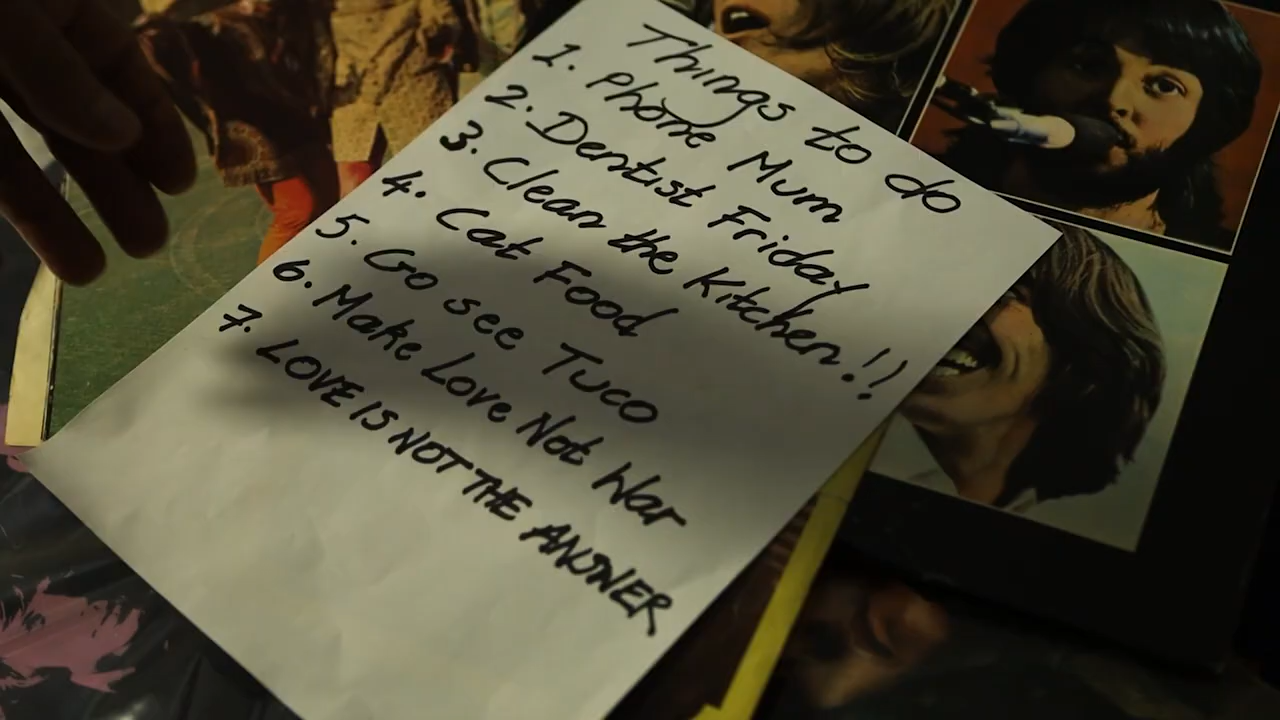 Things to do
1. Phone Mum
2. Dentist Friday
3. Clean the Kitchen!!
4. Cat Food
5. Go see Tuco
6. Make Love Not War
7. LOVE IS NOT THE ANSWER